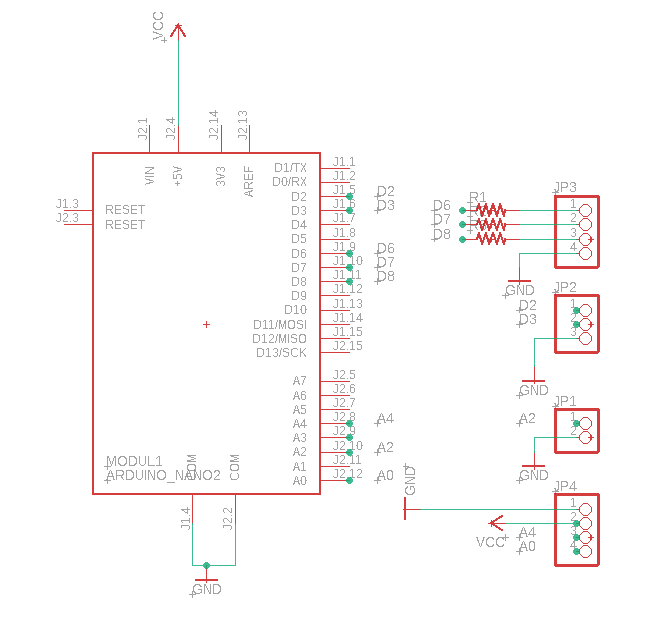 VCC
J2.1
J2.4
J2.14
J2.13
VIN
+5V
3V3
AREF
J1.3 RESET
J2.3 RESET
D1/TX J1.1
D0/RX J1.2
D2 J1.5 D2
D3 J1.6 D3
D4 J1.7
D5 J1.8
D6 J1.9 D6
D7 J1.10 D7
D8 J1.11 D8
D9 J1.12
D10 J1.13
D11/MOSI J1.14
D12/MISO J1.15
D13/SCK J2.15
A7 J2.5
A6 J2.6
A5 J2.7
A4 J2.8 A4
A3 J2.9
A2 J2.10 A2
A1 J2.11
A0 J2.12 A0
MODUL1
ARDUINO_NANO2
COM
COM
J1.4
J2.2
GND
R1
JP3
D6 1
D7 2
D8 3
4
GND
JP2
D2 1
D3 2
3
GND
JP1
A2 1
2
GND
JP4
GND 1
VCC 2
A4 3
A0 4